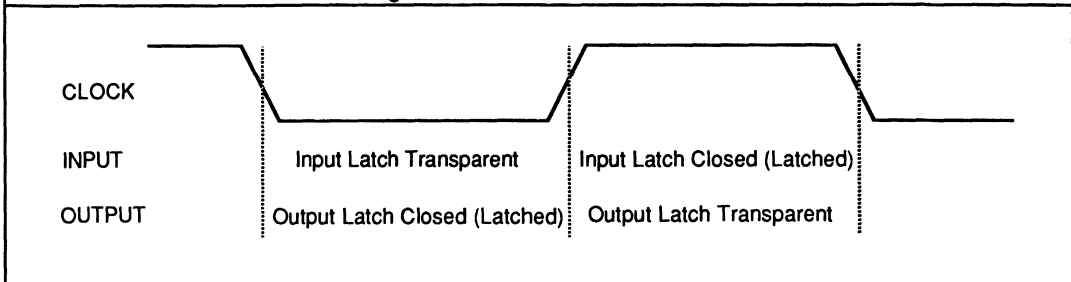 CLOCK
INPUT Input Latch Transparent Input Latch Closed (Latched)
OUTPUT Output Latch Closed (Latched) Output Latch Transparent